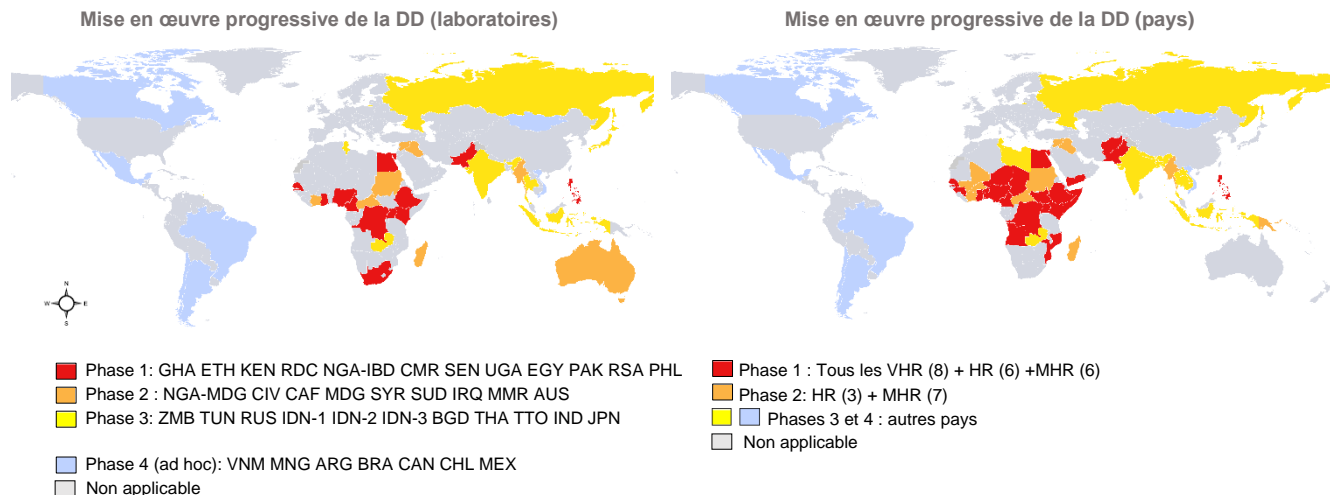 Mise en œuvre progressive de la DD (laboratoires)
Mise en œuvre progressive de la DD (pays)
N
W E
S
Phase 1: GHA ETH KEN RDC NGA-IBD CMR SEN UGA EGY PAK RSA PHL
Phase 2 : NGA-MDG CIV CAF MDG SYR SUD IRQ MMR AUS
Phase 3: ZMB TUN RUS IDN-1 IDN-2 IDN-3 BGD THA TTO IND JPN
Phase 4 (ad hoc): VNM MNG ARG BRA CAN CHL MEX
Non applicable
Phase 1 : Tous les VHR (8) + HR (6) +MHR (6)
Phase 2: HR (3) + MHR (7)
Phases 3 et 4 : autres pays
Non applicable